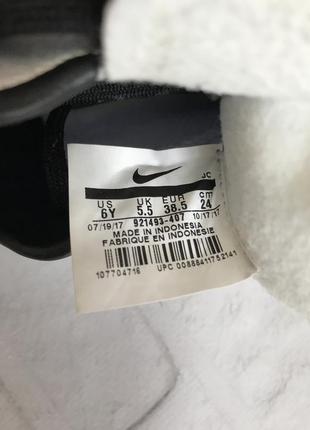 JC
US UK EUR cm
6Y 5.5 38.5 24
07/19/17 921493-407 10/17/17
MADE IN INDONESIA
FABRIQUE EN INDONESIE
107704716 UPC 00888411752141